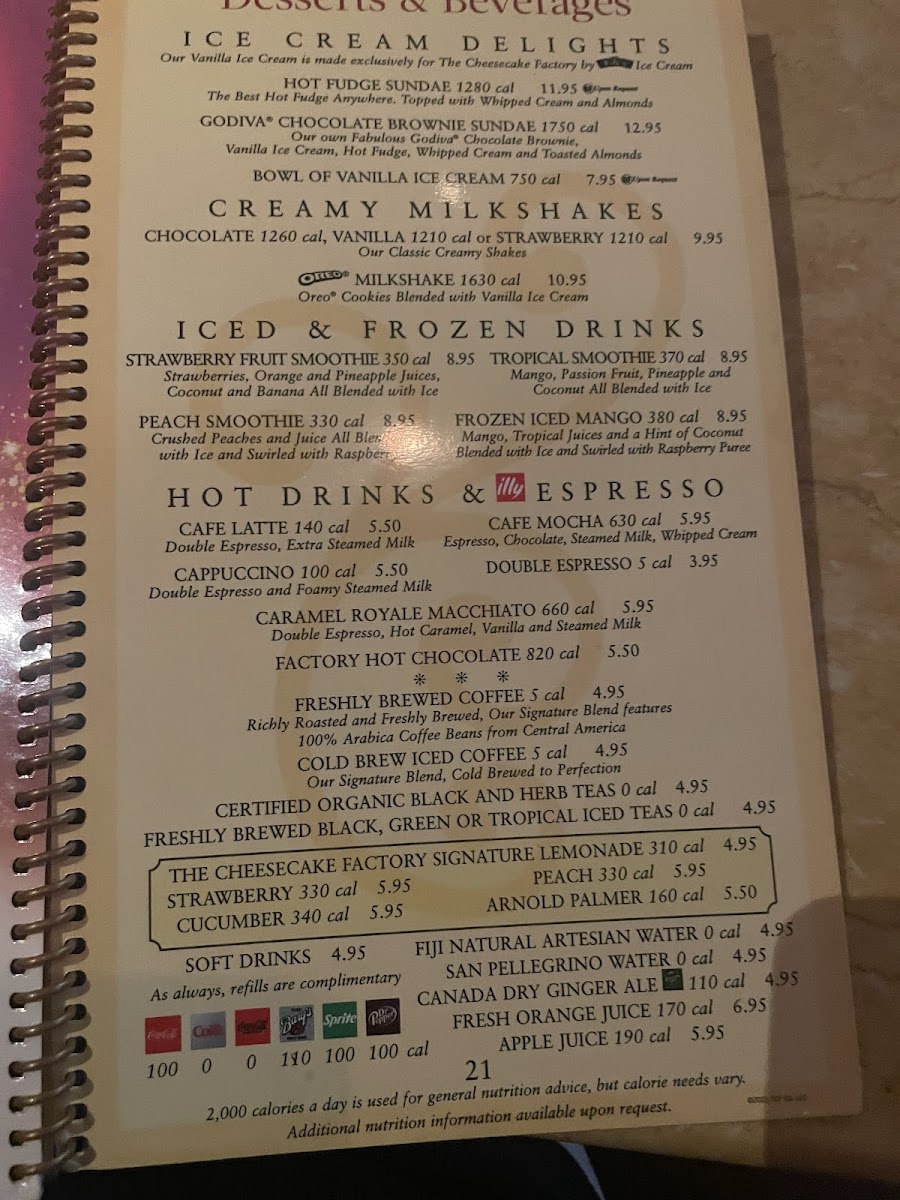 Desserts & Beverages
ICE CREAM DELIGHTS
Our Vanilla Ice Cream is made exclusively for The Cheesecake Factory by Ice Cream
HOT FUDGE SUNDAE 1280 cal 11.95 Upon Request
The Best Hot Fudge Anywhere. Topped with Whipped Cream and Almonds
GODIVA® CHOCOLATE BROWNIE SUNDAE 1750 cal 12.95
Our own Fabulous Godiva® Chocolate Brownie,
Vanilla Ice Cream, Hot Fudge, Whipped Cream and Toasted Almonds
BOWL OF VANILLA ICE CREAM 750 cal 7.95 Upon Request
CREAMY MILKSHAKES
CHOCOLATE 1260 cal, VANILLA 1210 cal or STRAWBERRY 1210 cal 9.95
Our Classic Creamy Shakes
OREO® MILKSHAKE 1630 cal 10.95
Oreo® Cookies Blended with Vanilla Ice Cream
ICED & FROZEN DRINKS
STRAWBERRY FRUIT SMOOTHIE 350 cal 8.95
Strawberries, Orange and Pineapple Juices,
Coconut and Banana All Blended with Ice
TROPICAL SMOOTHIE 370 cal 8.95
Mango, Passion Fruit, Pineapple and
Coconut All Blended with Ice
PEACH SMOOTHIE 330 cal 8.95
Crushed Peaches and Juice All
with Ice and Swirled with
FROZEN ICED MANGO 380 cal 8.95
Mango, Tropical Juices and a Hint of Coconut
Blended with Ice and Swirled with Raspberry Puree
HOT DRINKS & illy ESPRESSO
CAFE LATTE 140 cal 5.50
Double Espresso, Extra Steamed Milk
CAFE MOCHA 630 cal 5.95
Espresso, Chocolate, Steamed Milk, Whipped Cream
CAPPUCCINO 100 cal 5.50
Double Espresso and Foamy Steamed Milk
DOUBLE ESPRESSO 5 cal 3.95
CARAMEL ROYALE MACCHIATO 660 cal 5.95
Double Espresso, Hot Caramel, Vanilla and Steamed Milk
FACTORY HOT CHOCOLATE 820 cal 5.50
* * *
FRESHLY BREWED COFFEE 5 cal 4.95
Richly Roasted and Freshly Brewed, Our Signature Blend features
100% Arabica Coffee Beans from Central America
COLD BREW ICED COFFEE 5 cal 4.95
Our Signature Blend, Cold Brewed to Perfection
CERTIFIED ORGANIC BLACK AND HERB TEAS 0 cal 4.95
FRESHLY BREWED BLACK, GREEN OR TROPICAL ICED TEAS 0 cal 4.95
THE CHEESECAKE FACTORY SIGNATURE LEMONADE 310 cal 4.95
STRAWBERRY 330 cal 5.95
PEACH 330 cal 5.95
CUCUMBER 340 cal 5.95
ARNOLD PALMER 160 cal 5.50
SOFT DRINKS 4.95
As always, refills are complimentary
Coca-Cola Coke Coca-Cola Barq's Sprite Dr Pepper
100 0 0 110 100 100 cal
FIJI NATURAL ARTESIAN WATER 0 cal 4.95
SAN PELLEGRINO WATER 0 cal 4.95
CANADA DRY GINGER ALE 110 cal 4.95
FRESH ORANGE JUICE 170 cal 6.95
APPLE JUICE 190 cal 5.95
21
2,000 calories a day is used for general nutrition advice, but calorie needs vary.
Additional nutrition information available upon request.